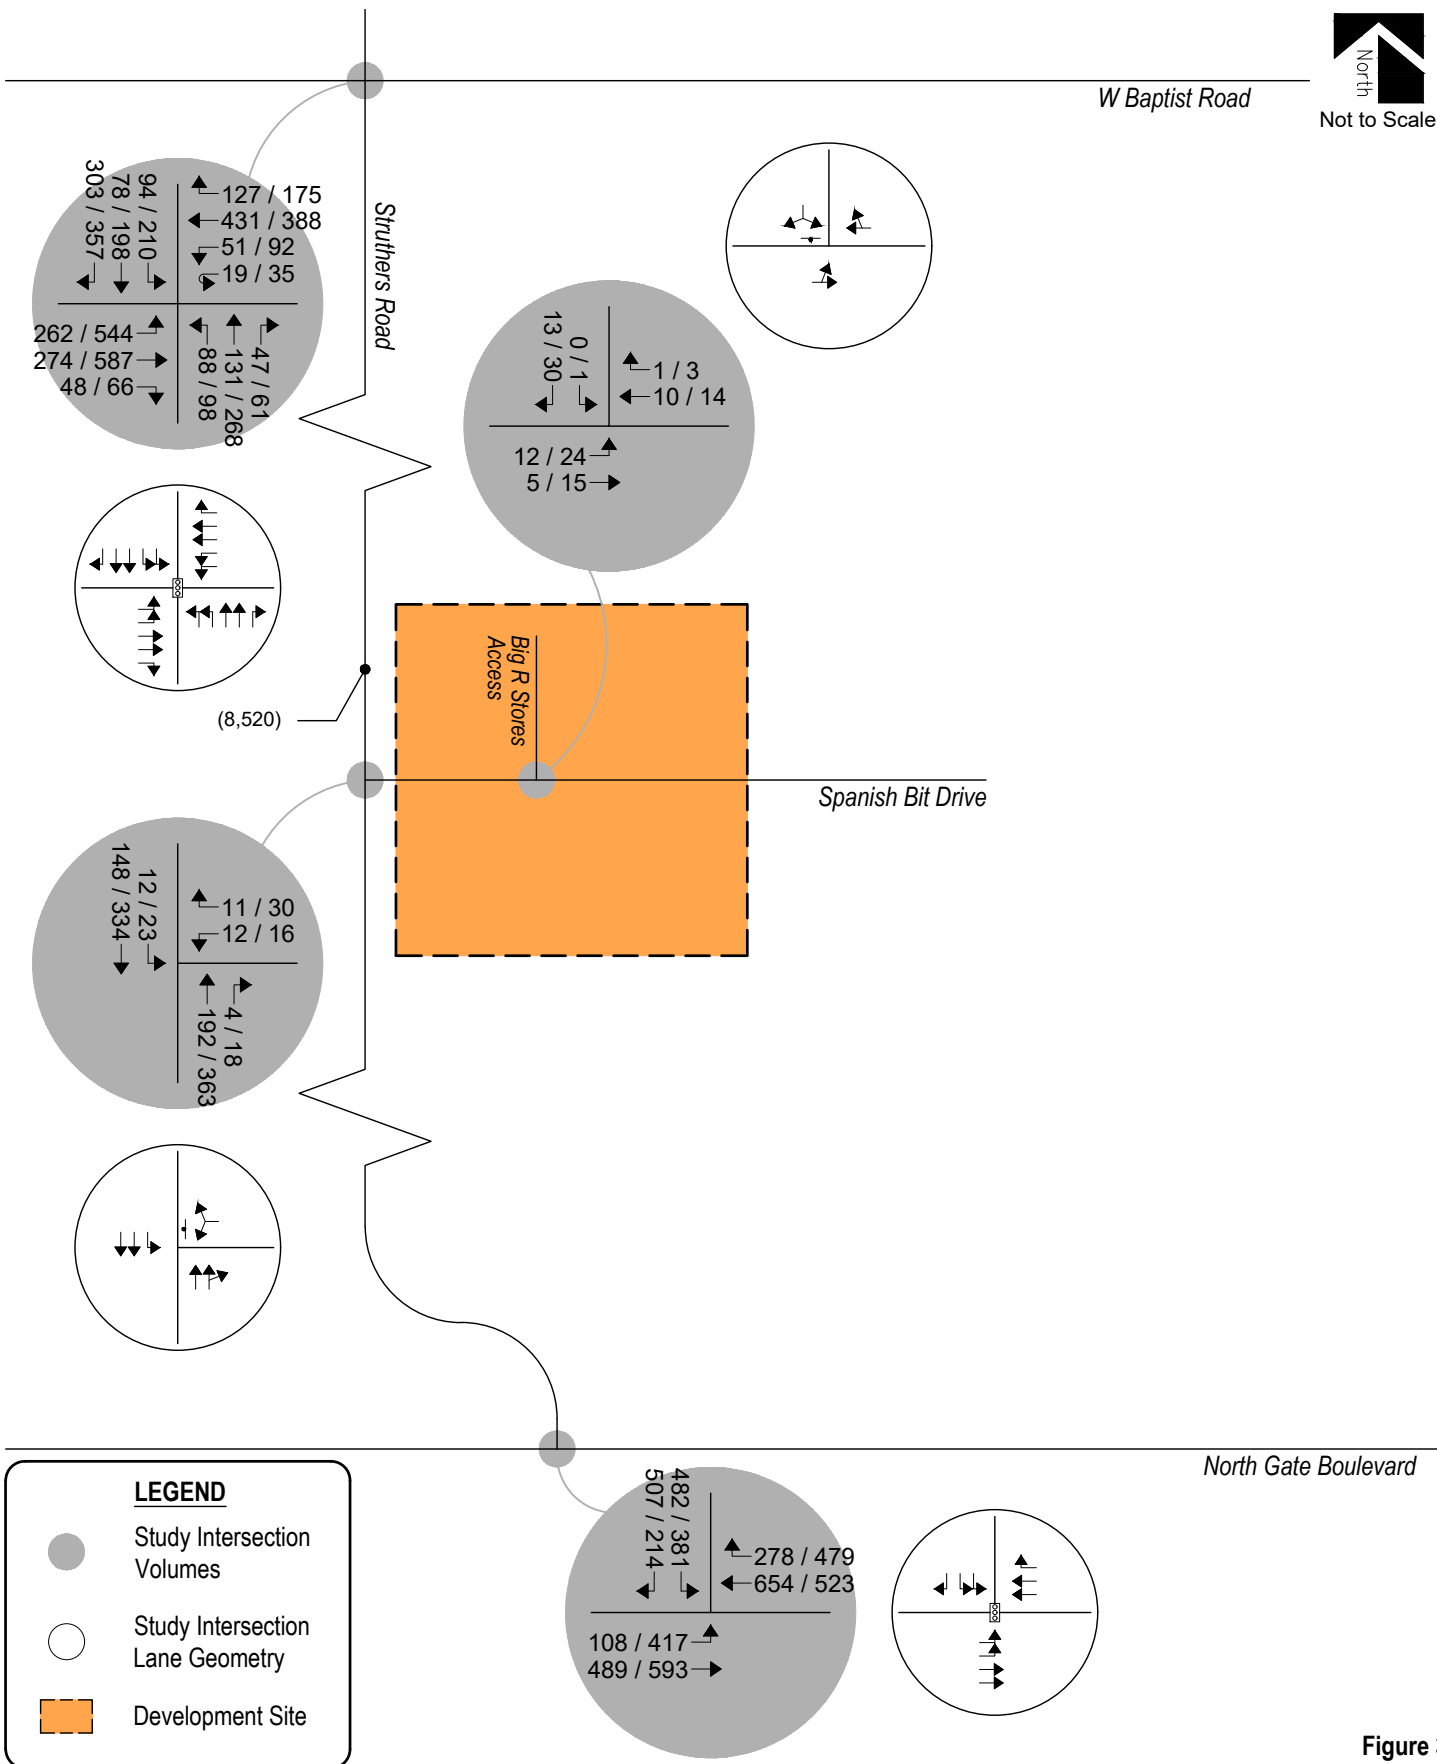 North
Not to Scale
W Baptist Road
Struthers Road
303 / 357
78 / 198
94 / 210
127 / 175
431 / 388
51 / 92
19 / 35
262 / 544
274 / 587
48 / 66
88 / 98
131 / 268
47 / 61
13 / 30
0 / 1
1 / 3
10 / 14
12 / 24
5 / 15
Big R Stores
Access
(8,520)
Spanish Bit Drive
148 / 334
12 / 23
11 / 30
12 / 16
192 / 363
4 / 18
North Gate Boulevard
507 / 214
482 / 381
278 / 479
654 / 523
108 / 417
489 / 593
LEGEND
Study Intersection
Volumes
Study Intersection
Lane Geometry
Development Site
Figure